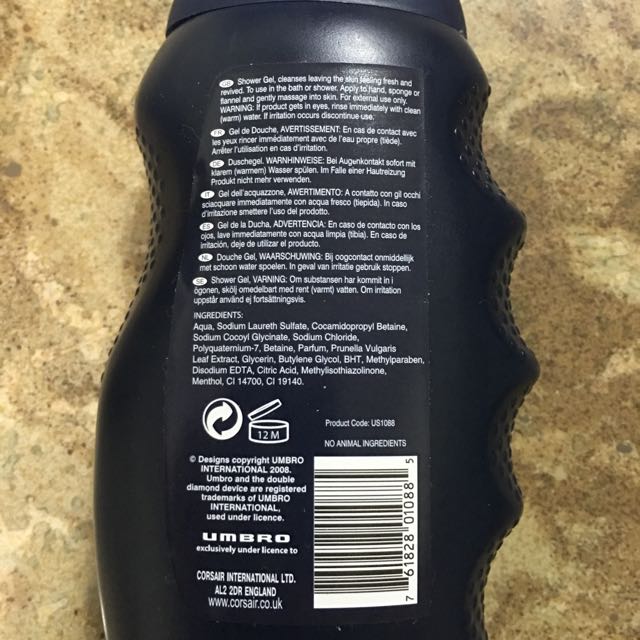 GB Shower Gel, cleanses leaving the skin feeling fresh and
revived. To use in the bath or shower. Apply to hand, sponge or
flannel and gently massage into skin. For external use only.
WARNING: If product gets in eyes, rinse immediately with clean
(warm) water. If irritation occurs discontinue use.
FR Gel de Douche, AVERTISSEMENT: En cas de contact avec
les yeux rincer immédiatement avec de l'eau propre (tiède).
Arrêter l'utilisation en cas d'irritation.
DE Duschegel. WARNHINWEISE: Bei Augenkontakt sofort mit
klarem (warmem) Wasser spülen. Im Falle einer Hautreizung
Produkt nicht mehr verwenden.
IT Gel dell'acquazzone, AWERTIMENTO: A contatto con gli occhi
sciacquare immediatamente con acqua fresco (tiepida). In caso
d'irritazione smettere l'uso del prodotto.
ES Gel de la Ducha, ADVERTENCIA: En caso de contacto con los
ojos, lave immediatamente con acqua limpia (tibia). En caso de
irritación, deje de utilizar el producto.
NL Douche Gel, WAARSCHUWING: Bij oogcontact onmiddellijk
met schoon water spoelen. In geval van irritatie gebruik stoppen.
SE Shower Gel, VARNING: Om substansen har kommit in i
ögonen, skölj omedelbart med rent (varmt) vatten. Om irritation
uppstår använd ej fortsättningsvis.
INGREDIENTS:
Aqua, Sodium Laureth Sulfate, Cocamidopropyl Betaine,
Sodium Cocoyl Glycinate, Sodium Chloride,
Polyquaternium-7, Betaine, Parfum, Prunella Vulgaris
Leaf Extract, Glycerin, Butylene Glycol, BHT, Methylparaben,
Disodium EDTA, Citric Acid, Methylisothiazolinone,
Menthol, CI 14700, CI 19140.
12 M
Product Code: US1088
NO ANIMAL INGREDIENTS
© Designs copyright UMBRO
INTERNATIONAL 2008.
Umbro and the double
diamond device are registered
trademarks of UMBRO
INTERNATIONAL,
used under licence.
UMBRO
exclusively under licence to
CORSAIR INTERNATIONAL LTD.
AL2 2DR ENGLAND
www.corsair.co.uk
7 61828 01088 5